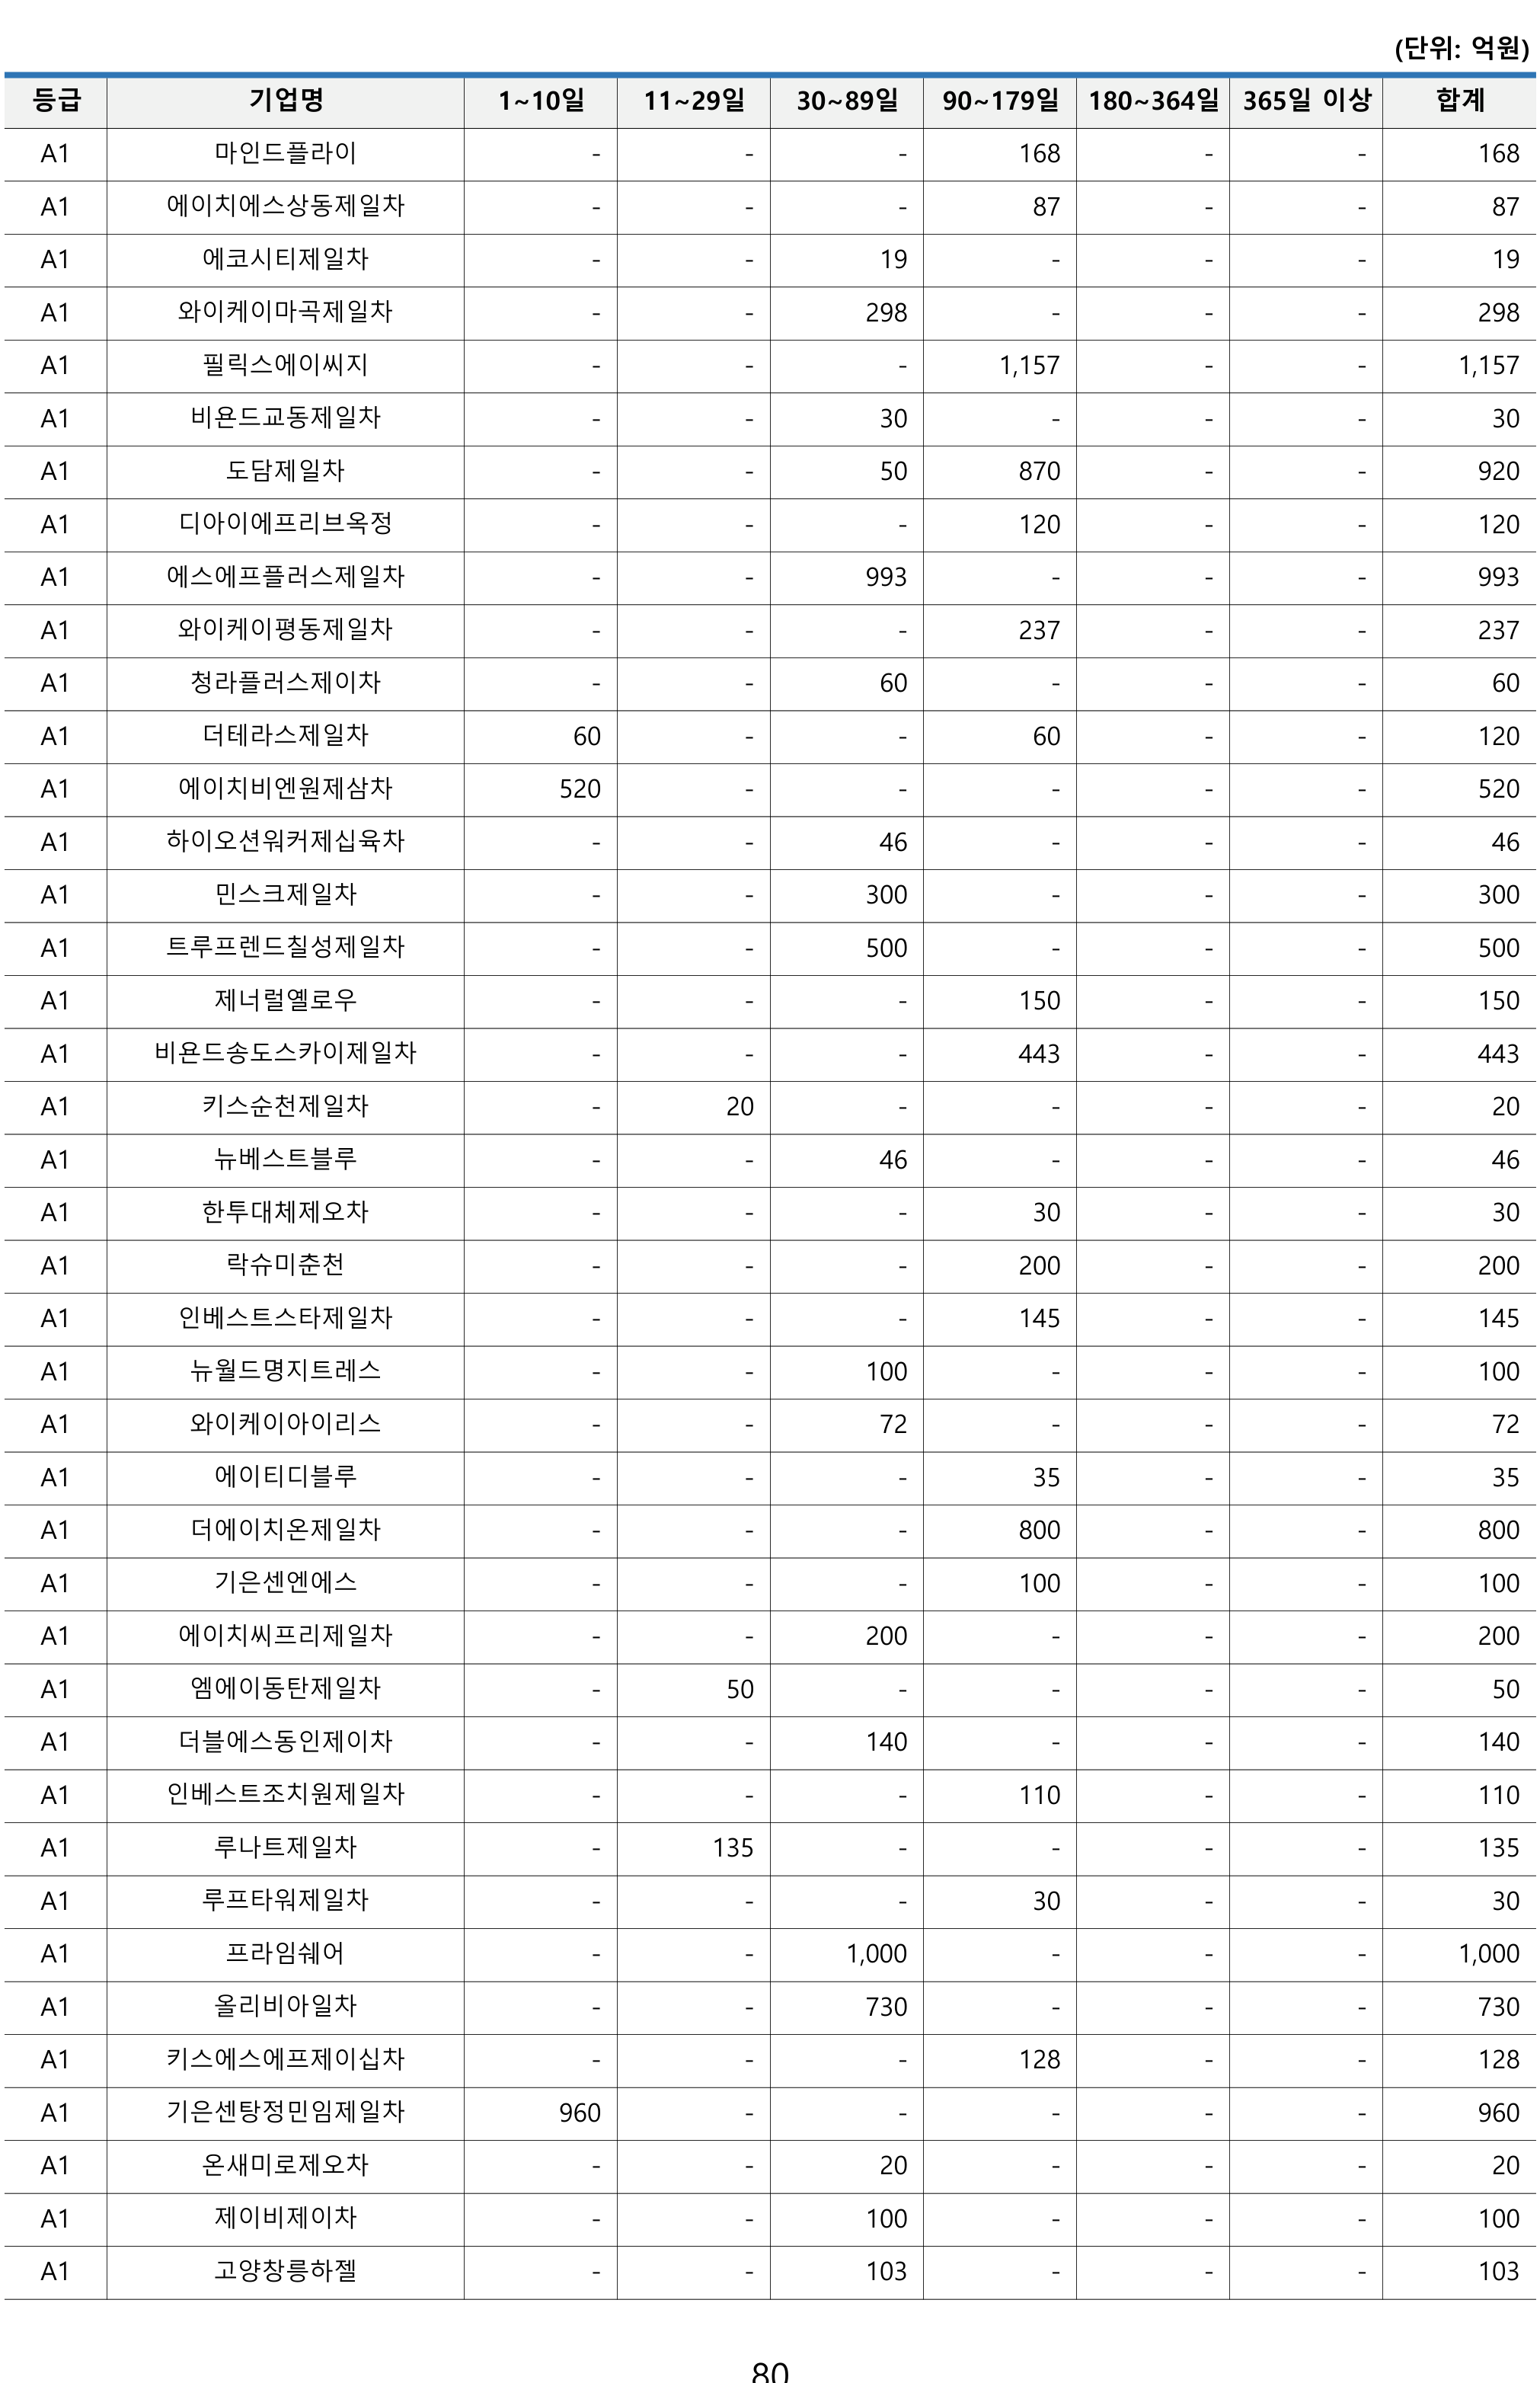 (단위: 억원)
등급 기업명 1~10일 11~29일 30~89일 90~179일 180~364일 365일 이상 합계
A1 마인드플라이 - - - 168 - - 168
A1 에이치에스상동제일차 - - - 87 - - 87
A1 에코시티제일차 - - 19 - - - 19
A1 와이케이마곡제일차 - - 298 - - - 298
A1 필릭스에이씨지 - - - 1,157 - - 1,157
A1 비욘드교동제일차 - - 30 - - - 30
A1 도담제일차 - - 50 870 - - 920
A1 디아이에프리브옥정 - - - 120 - - 120
A1 에스에프플러스제일차 - - 993 - - - 993
A1 와이케이평동제일차 - - - 237 - - 237
A1 청라플러스제이차 - - 60 - - - 60
A1 더테라스제일차 60 - - 60 - - 120
A1 에이치비엔원제삼차 520 - - - - - 520
A1 하이오션워커제십육차 - - 46 - - - 46
A1 민스크제일차 - - 300 - - - 300
A1 트루프렌드칠성제일차 - - 500 - - - 500
A1 제너럴옐로우 - - - 150 - - 150
A1 비욘드송도스카이제일차 - - - 443 - - 443
A1 키스순천제일차 - 20 - - - - 20
A1 뉴베스트블루 - - 46 - - - 46
A1 한투대체제오차 - - - 30 - - 30
A1 락슈미춘천 - - - 200 - - 200
A1 인베스트스타제일차 - - - 145 - - 145
A1 뉴월드명지트레스 - - 100 - - - 100
A1 와이케이아이리스 - - 72 - - - 72
A1 에이티디블루 - - - 35 - - 35
A1 더에이치온제일차 - - - 800 - - 800
A1 기은센엔에스 - - - 100 - - 100
A1 에이치씨프리제일차 - - 200 - - - 200
A1 엠에이동탄제일차 - 50 - - - - 50
A1 더블에스동인제이차 - - 140 - - - 140
A1 인베스트조치원제일차 - - - 110 - - 110
A1 루나트제일차 - 135 - - - - 135
A1 루프타워제일차 - - - 30 - - 30
A1 프라임쉐어 - - 1,000 - - - 1,000
A1 올리비아일차 - - 730 - - - 730
A1 키스에스에프제이십차 - - - 128 - - 128
A1 기은센탕정민임제일차 960 - - - - - 960
A1 온새미로제오차 - - 20 - - - 20
A1 제이비제이차 - - 100 - - - 100
A1 고양창릉하젤 - - 103 - - - 103
80